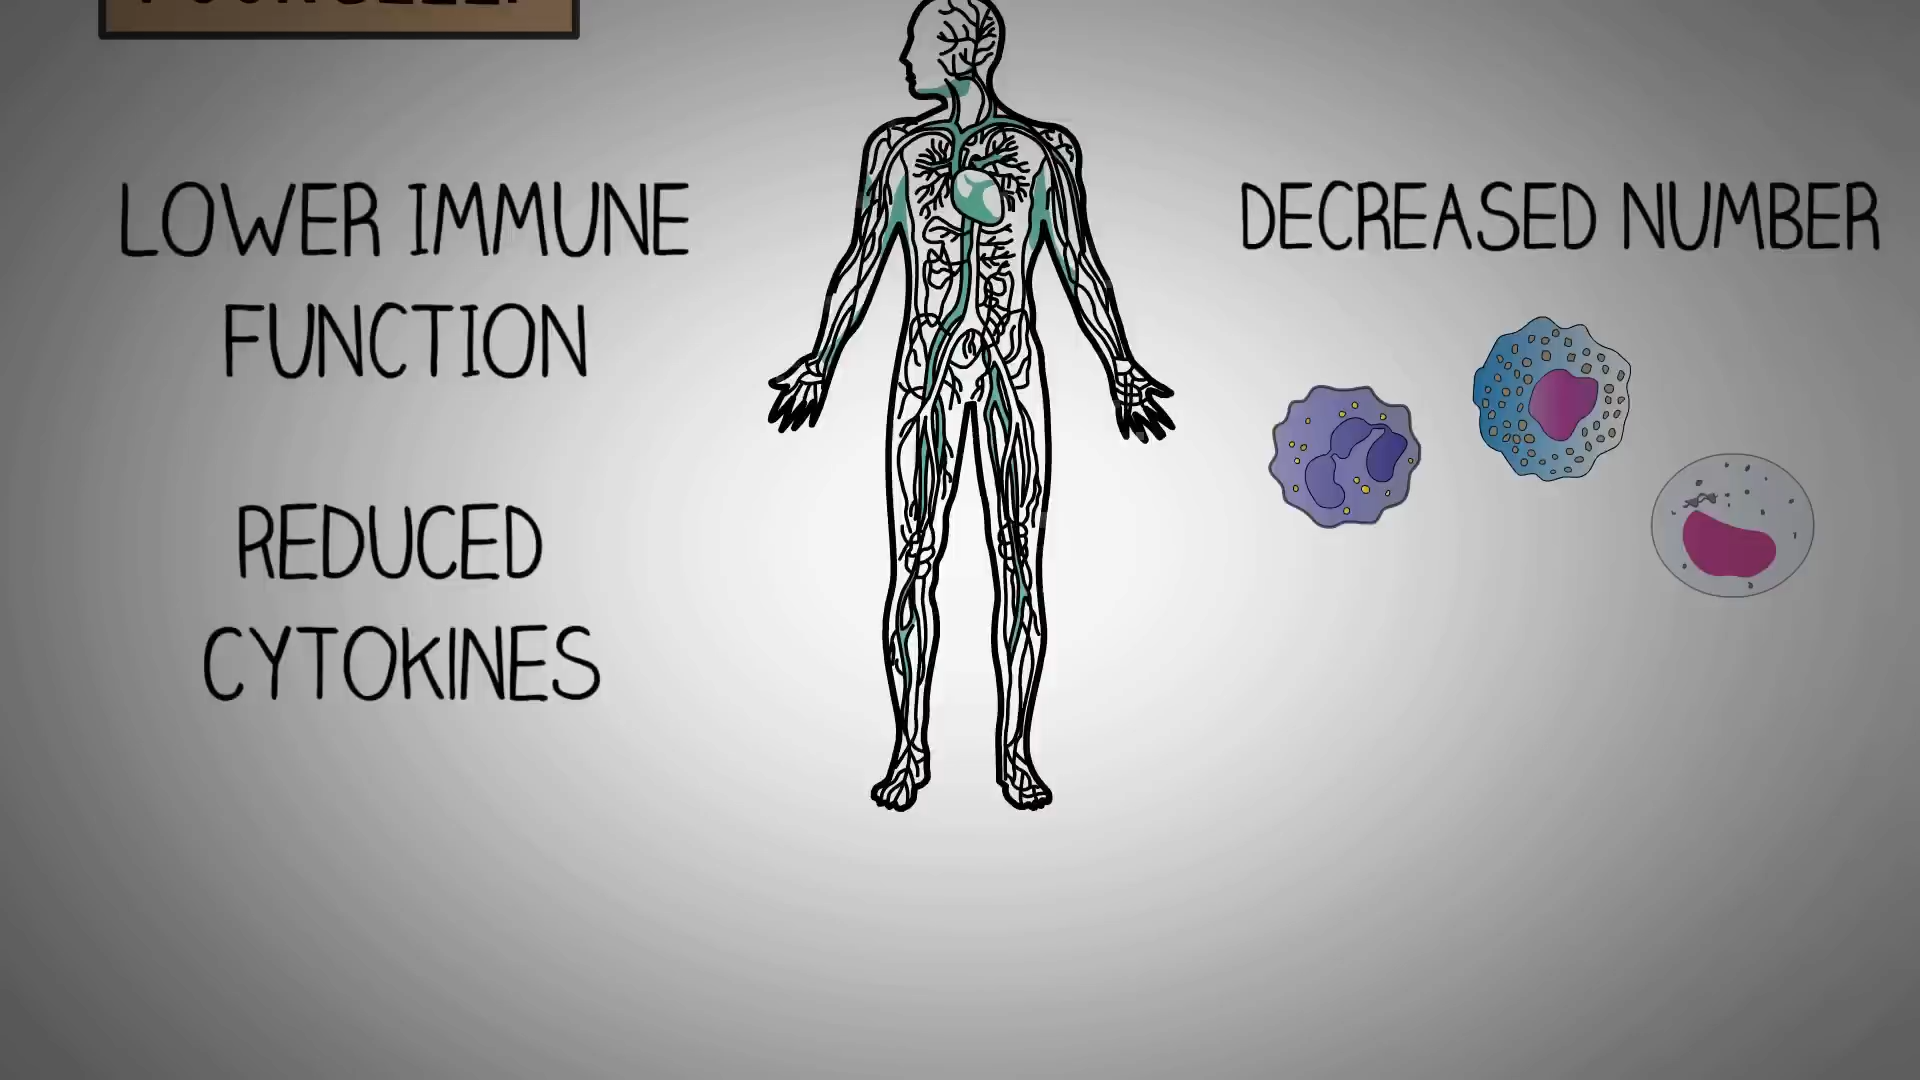 LOWER IMMUNE
FUNCTION
REDUCED
CYTOKINES
DECREASED NUMBER